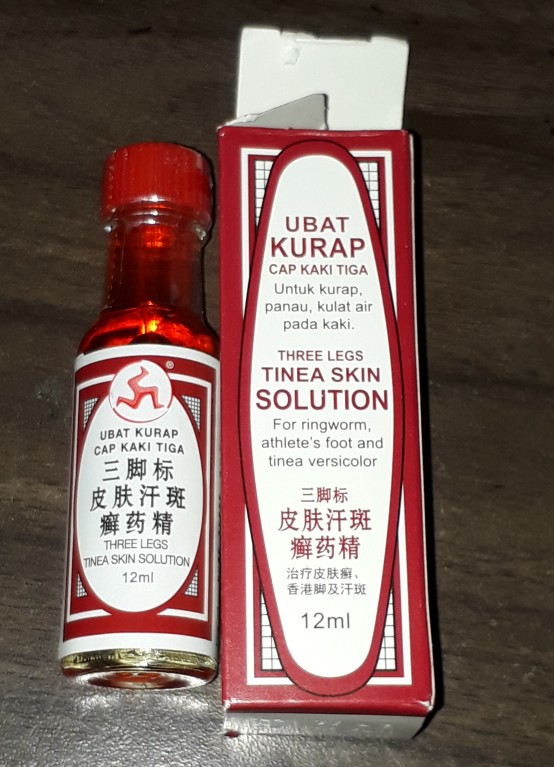 ®
UBAT KURAP
CAP KAKI TIGA
三脚标
皮肤汗斑
癣药精
THREE LEGS
TINEA SKIN SOLUTION
12ml
UBAT
KURAP
CAP KAKI TIGA
Untuk kurap,
panau, kulat air
pada kaki.
THREE LEGS
TINEA SKIN
SOLUTION
For ringworm,
athlete's foot and
tinea versicolor
三脚标
皮肤汗斑
癣药精
治疗皮肤癣、
香港脚及汗斑
12ml